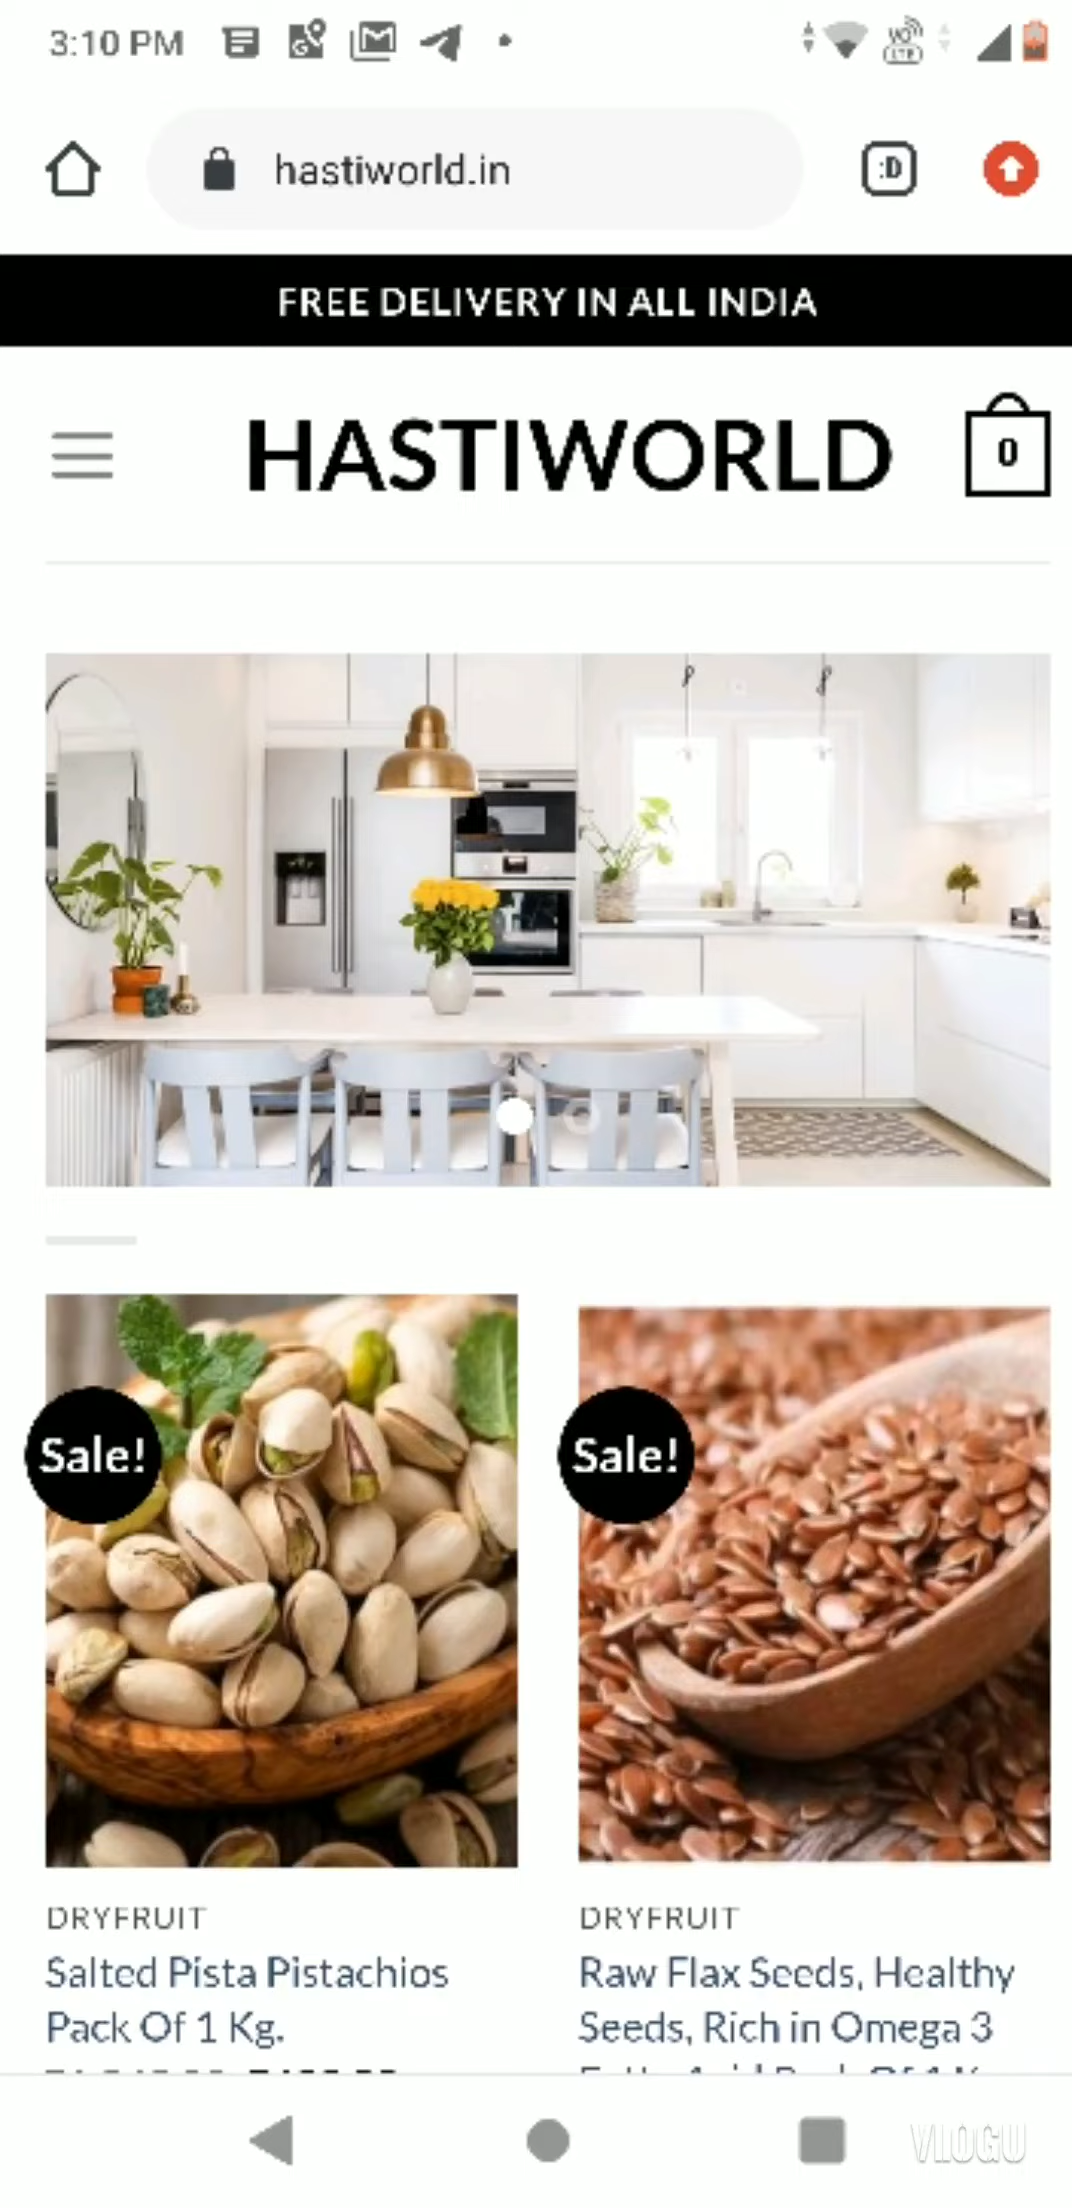 3:10 PM
hastiworld.in
:D
FREE DELIVERY IN ALL INDIA
HASTIWORLD
0
Sale!
Sale!
DRYFRUIT
Salted Pista Pistachios
Pack Of 1 Kg.
DRYFRUIT
Raw Flax Seeds, Healthy
Seeds, Rich in Omega 3
VLOGU